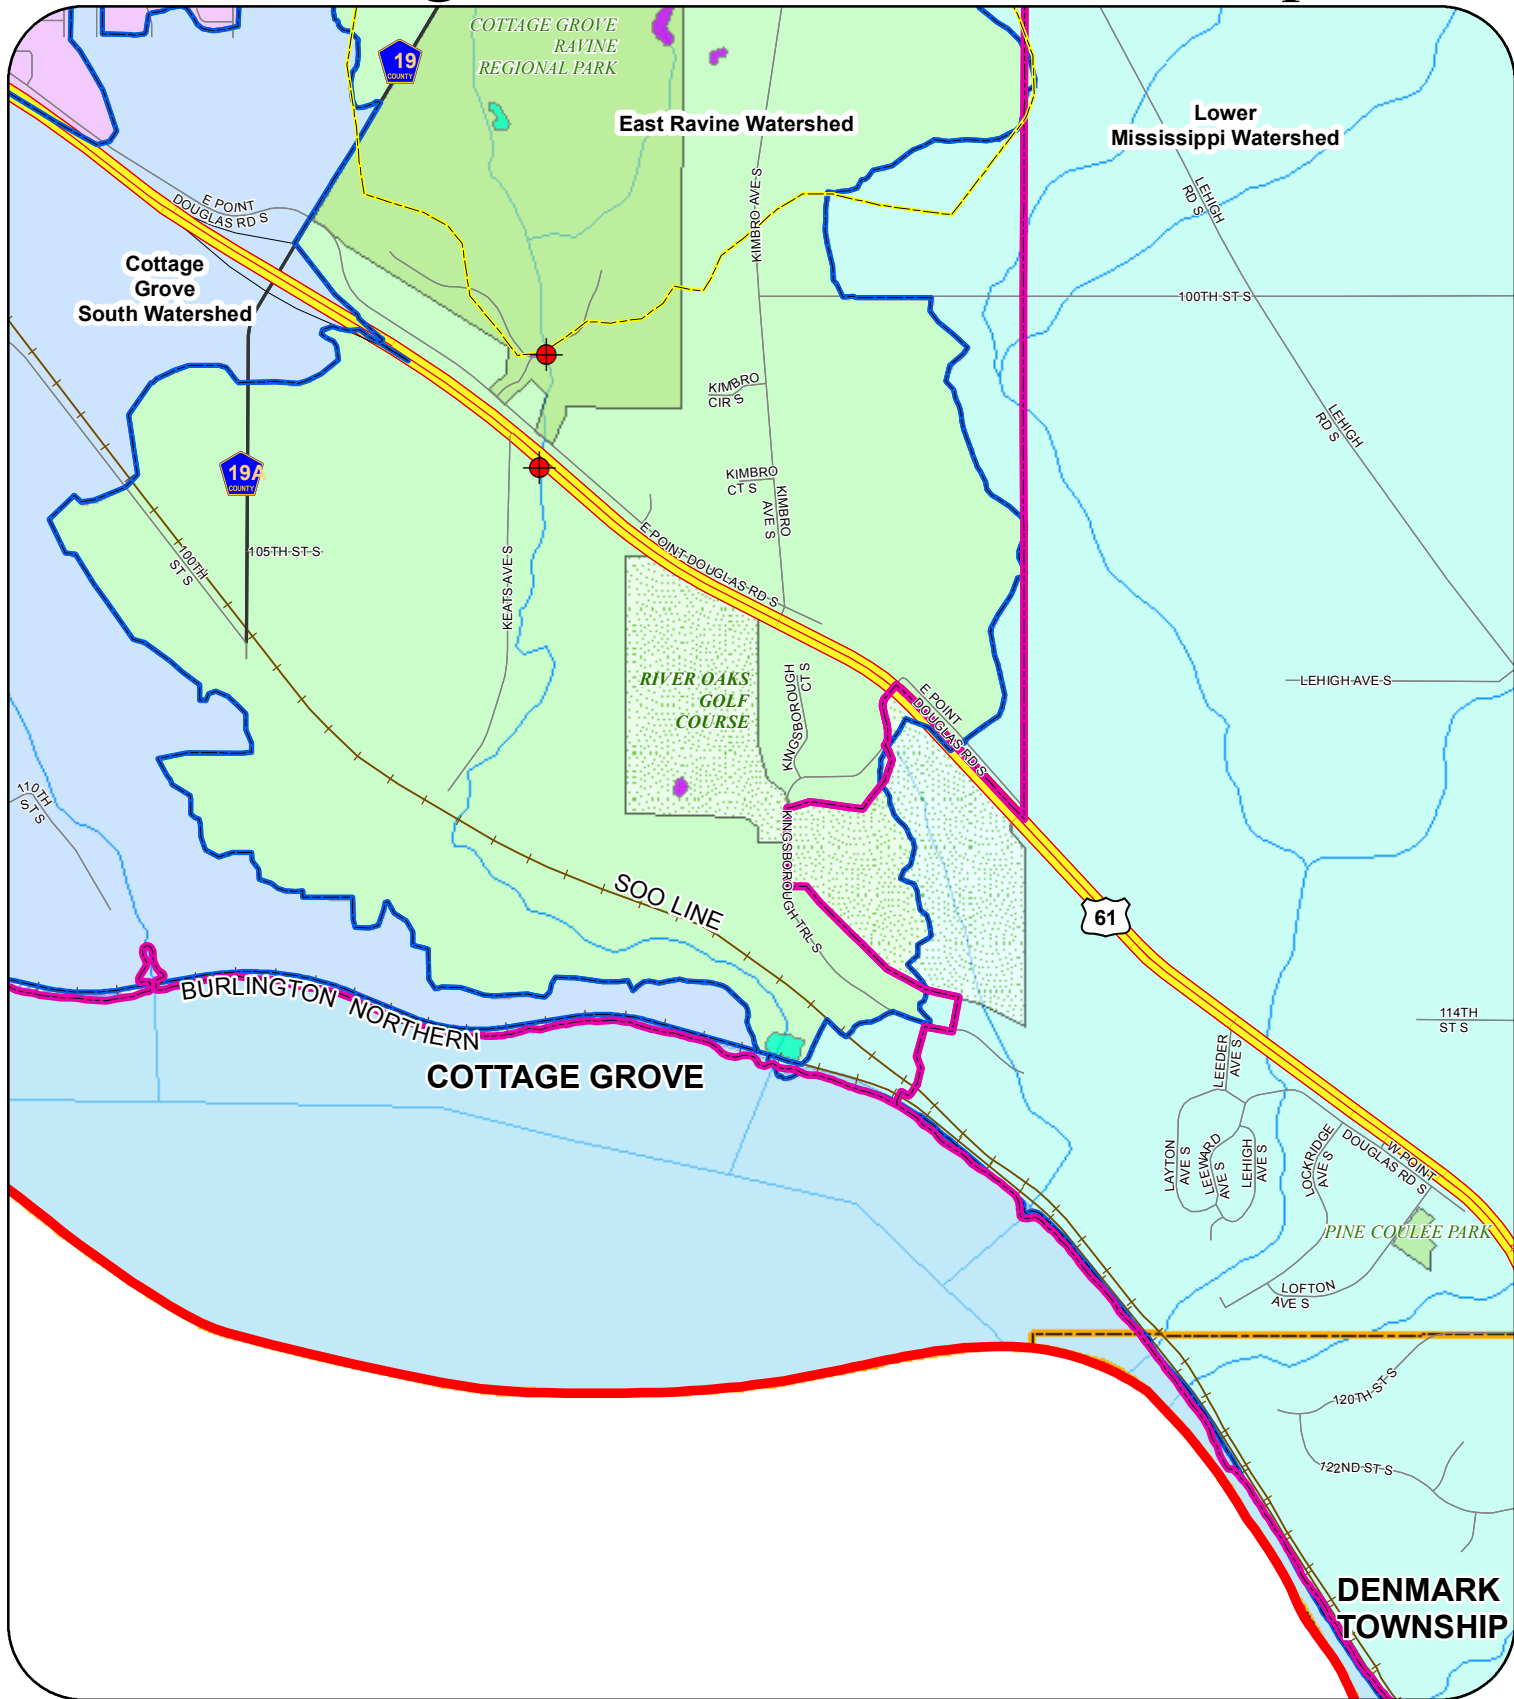 COTTAGE GROVE
RAVINE
REGIONAL PARK
19
COUNTY
East Ravine Watershed
Lower
Mississippi Watershed
E POINT
DOUGLAS RD S
KIMBRO AVE S
LEHIGH
RD S
Cottage
Grove
South Watershed
100TH ST S
KIMBRO
CIR S
LEHIGH
RD S
19A
COUNTY
KIMBRO
CT S
KIMBRO
AVE S
100TH
ST S
105TH ST S
KEATS AVE S
E POINT DOUGLAS RD S
RIVER OAKS
GOLF
COURSE
KINGSBOROUGH
CT S
E POINT
DOUGLAS RD S
LEHIGH AVE S
110TH
ST S
KINGSBOROUGH TRL S
SOO LINE
61
BURLINGTON NORTHERN
114TH
ST S
COTTAGE GROVE
LEEDER
AVE S
LAYTON
AVE S
LEEWARD
AVE S
LEHIGH
AVE S
LOCKRIDGE
AVE S
W POINT
DOUGLAS RD S
PINE COULEE PARK
LOFTON
AVE S
120TH ST S
122ND ST S
DENMARK
TOWNSHIP